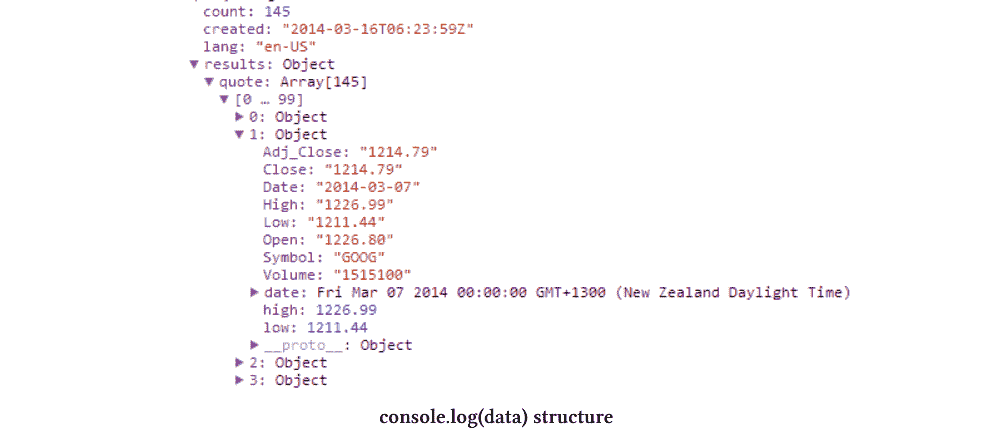 count: 145
created: "2014-03-16T06:23:59Z"
lang: "en-US"
▼ results: Object
▼ quote: Array[145]
▼ [0 … 99]
▶ 0: Object
▼ 1: Object
Adj_Close: "1214.79"
Close: "1214.79"
Date: "2014-03-07"
High: "1226.99"
Low: "1211.44"
Open: "1226.80"
Symbol: "GOOG"
Volume: "1515100"
▶ date: Fri Mar 07 2014 00:00:00 GMT+1300 (New Zealand Daylight Time)
high: 1226.99
low: 1211.44
▶ __proto__: Object
▶ 2: Object
▶ 3: Object
console.log(data) structure